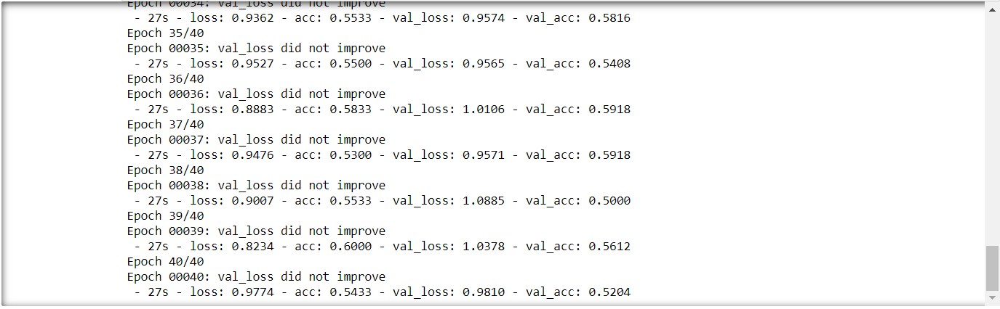 Epoch 00034: val_loss did not improve
- 27s - loss: 0.9362 - acc: 0.5533 - val_loss: 0.9574 - val_acc: 0.5816
Epoch 35/40
Epoch 00035: val_loss did not improve
- 27s - loss: 0.9527 - acc: 0.5500 - val_loss: 0.9565 - val_acc: 0.5408
Epoch 36/40
Epoch 00036: val_loss did not improve
- 27s - loss: 0.8883 - acc: 0.5833 - val_loss: 1.0106 - val_acc: 0.5918
Epoch 37/40
Epoch 00037: val_loss did not improve
- 27s - loss: 0.9476 - acc: 0.5300 - val_loss: 0.9571 - val_acc: 0.5918
Epoch 38/40
Epoch 00038: val_loss did not improve
- 27s - loss: 0.9007 - acc: 0.5533 - val_loss: 1.0885 - val_acc: 0.5000
Epoch 39/40
Epoch 00039: val_loss did not improve
- 27s - loss: 0.8234 - acc: 0.6000 - val_loss: 1.0378 - val_acc: 0.5612
Epoch 40/40
Epoch 00040: val_loss did not improve
- 27s - loss: 0.9774 - acc: 0.5433 - val_loss: 0.9810 - val_acc: 0.5204